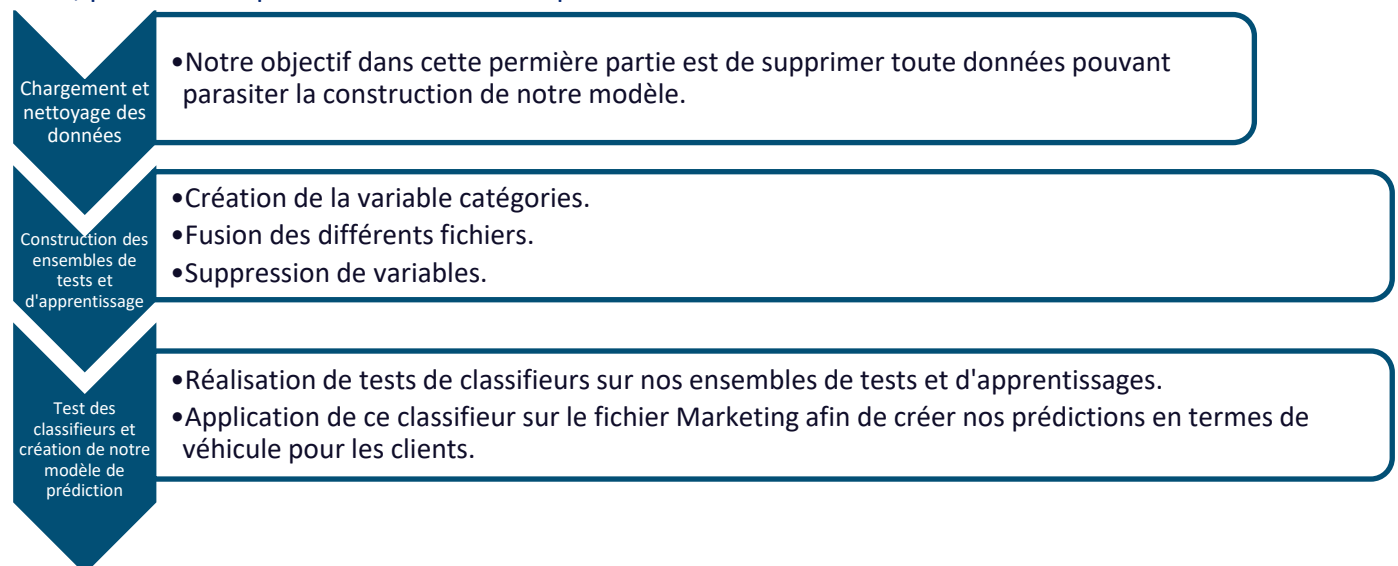 Chargement et
nettoyage des
données
•Notre objectif dans cette permière partie est de supprimer toute données pouvant
parasiter la construction de notre modèle.
Construction des
ensembles de
tests et
d'apprentissage
•Création de la variable catégories.
•Fusion des différents fichiers.
•Suppression de variables.
Test des
classifieurs et
création de notre
modèle de
prédiction
•Réalisation de tests de classifieurs sur nos ensembles de tests et d'apprentissages.
•Application de ce classifieur sur le fichier Marketing afin de créer nos prédictions en termes de
véhicule pour les clients.